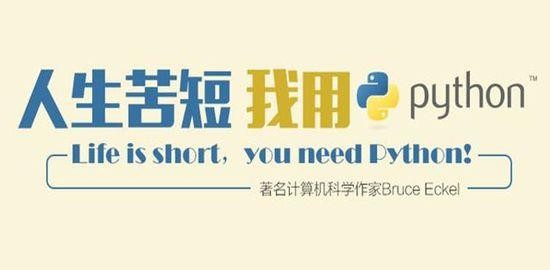 人生苦短 我用 python™
Life is short, you need Python!
著名计算机科学作家Bruce Eckel